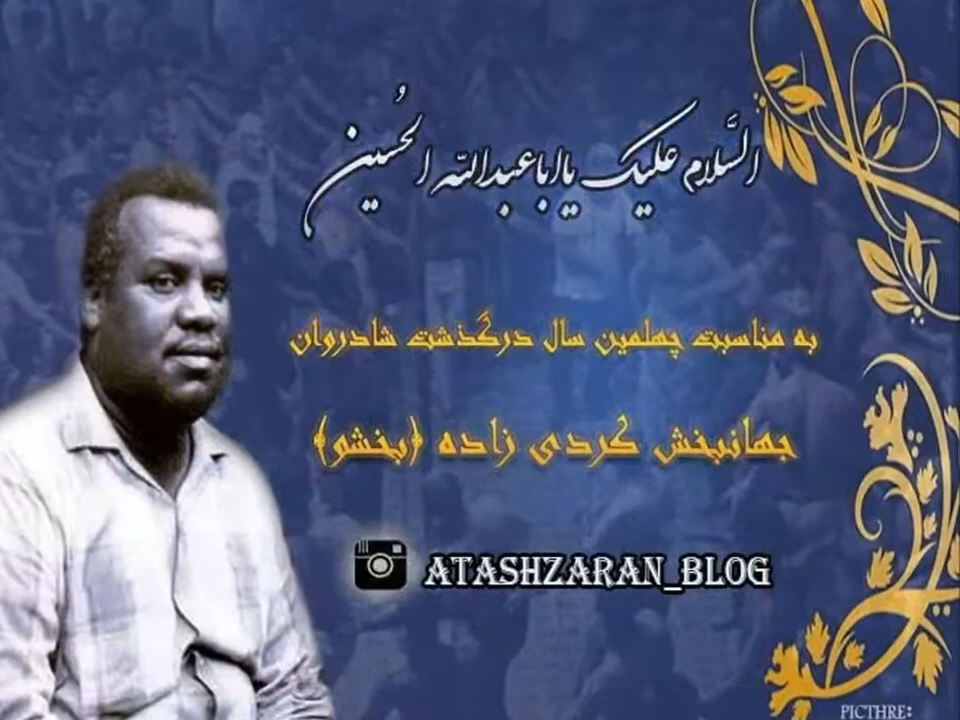 السَّلام علیک یا اباعبدالله الحُسین
به مناسبت چهلمین سال درگذشت شادروان
جهانبخش کردی زاده (بخشو)
ATASHZARAN_BLOG
PICTHRE: